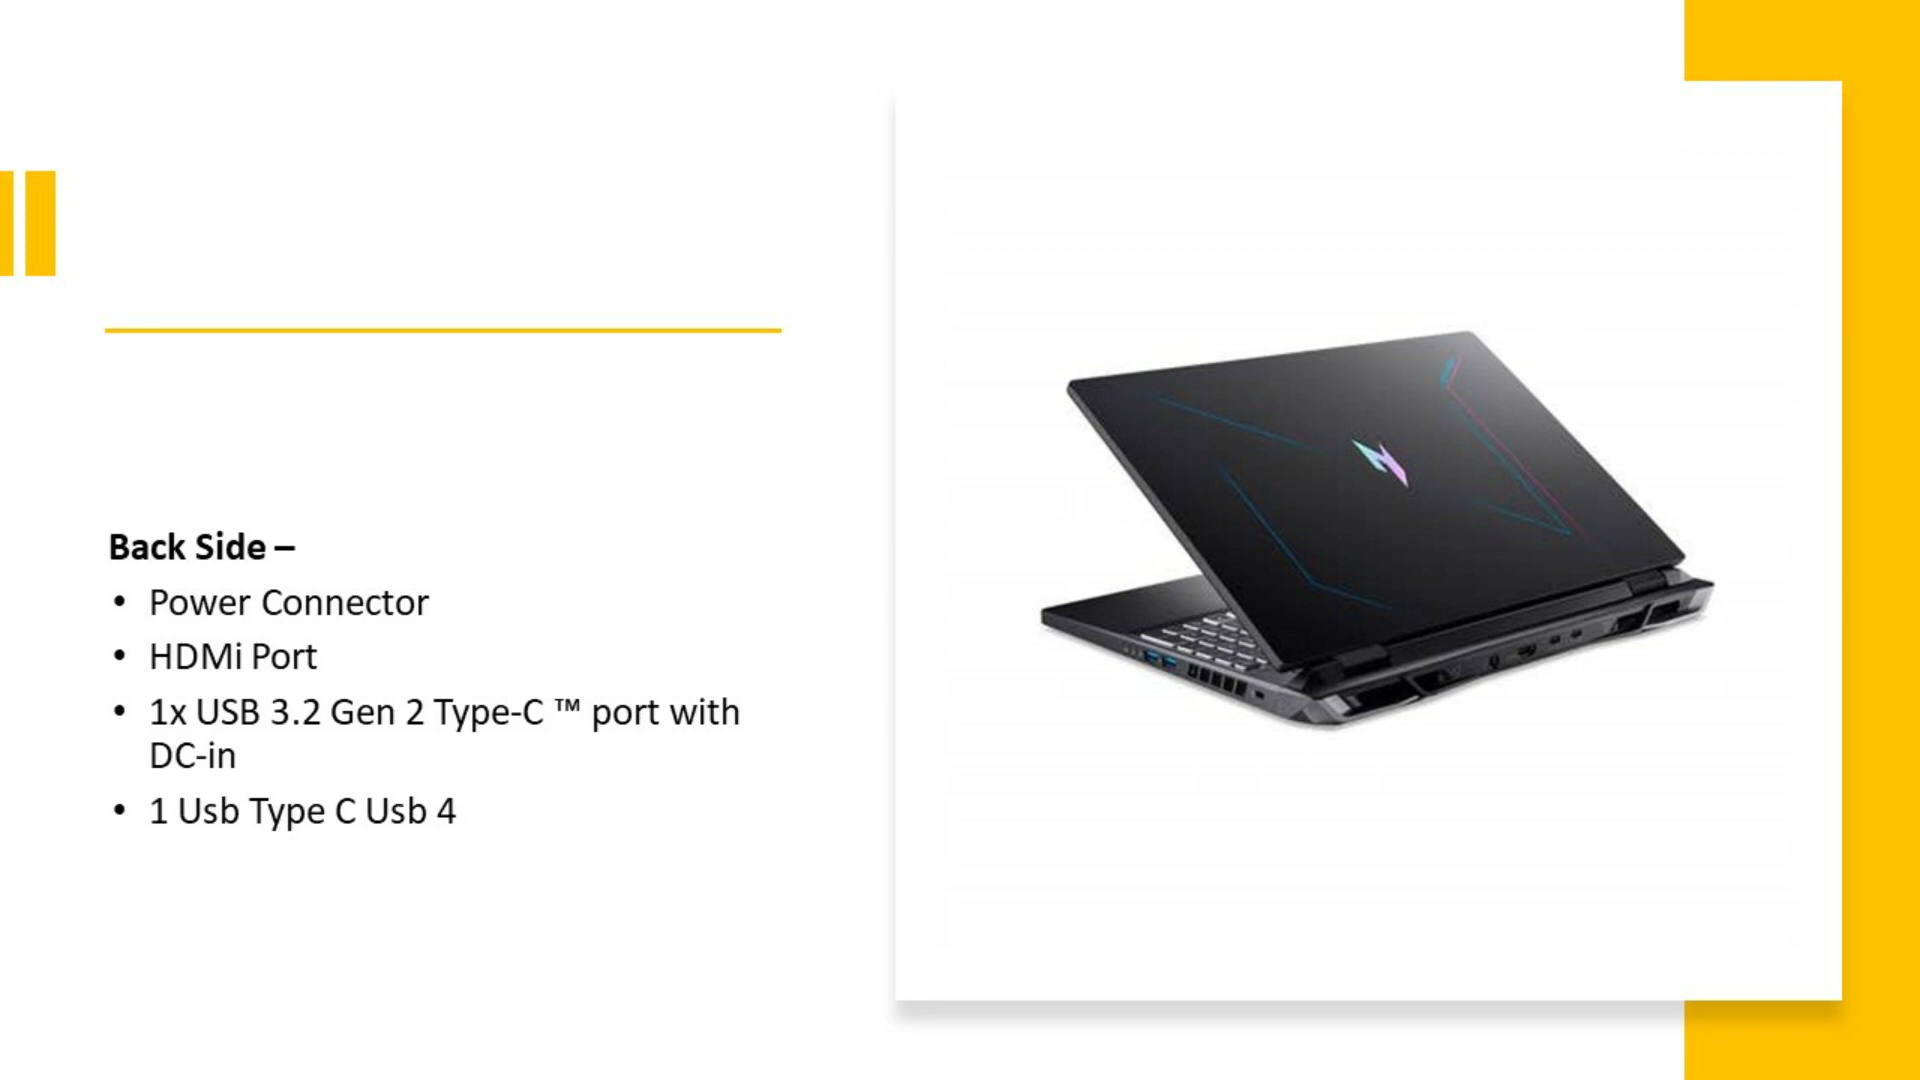 Back Side –
• Power Connector
• HDMi Port
• 1x USB 3.2 Gen 2 Type-C ™ port with
DC-in
• 1 Usb Type C Usb 4